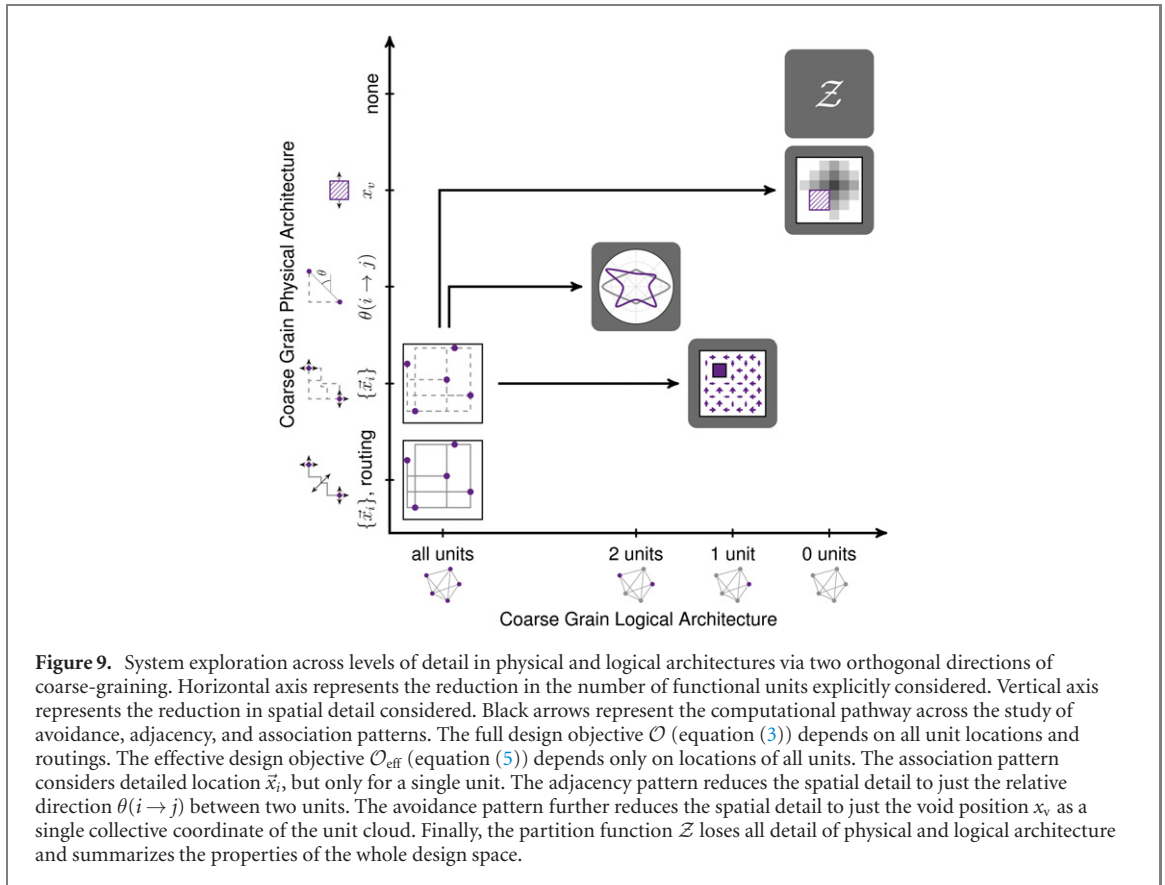 Coarse Grain Physical Architecture
none
𝒵
x_v
θ
θ(i → j)
{x⃗_i}
{x⃗_i}, routing
all units
2 units
1 unit
0 units
Coarse Grain Logical Architecture
Figure 9. System exploration across levels of detail in physical and logical architectures via two orthogonal directions of
coarse-graining. Horizontal axis represents the reduction in the number of functional units explicitly considered. Vertical axis
represents the reduction in spatial detail considered. Black arrows represent the computational pathway across the study of
avoidance, adjacency, and association patterns. The full design objective 𝒪 (equation (3)) depends on all unit locations and
routings. The effective design objective 𝒪_eff (equation (5)) depends only on locations of all units. The association pattern
considers detailed location x⃗_i, but only for a single unit. The adjacency pattern reduces the spatial detail to just the relative
direction θ(i → j) between two units. The avoidance pattern further reduces the spatial detail to just the void position x_v as a
single collective coordinate of the unit cloud. Finally, the partition function 𝒵 loses all detail of physical and logical architecture
and summarizes the properties of the whole design space.